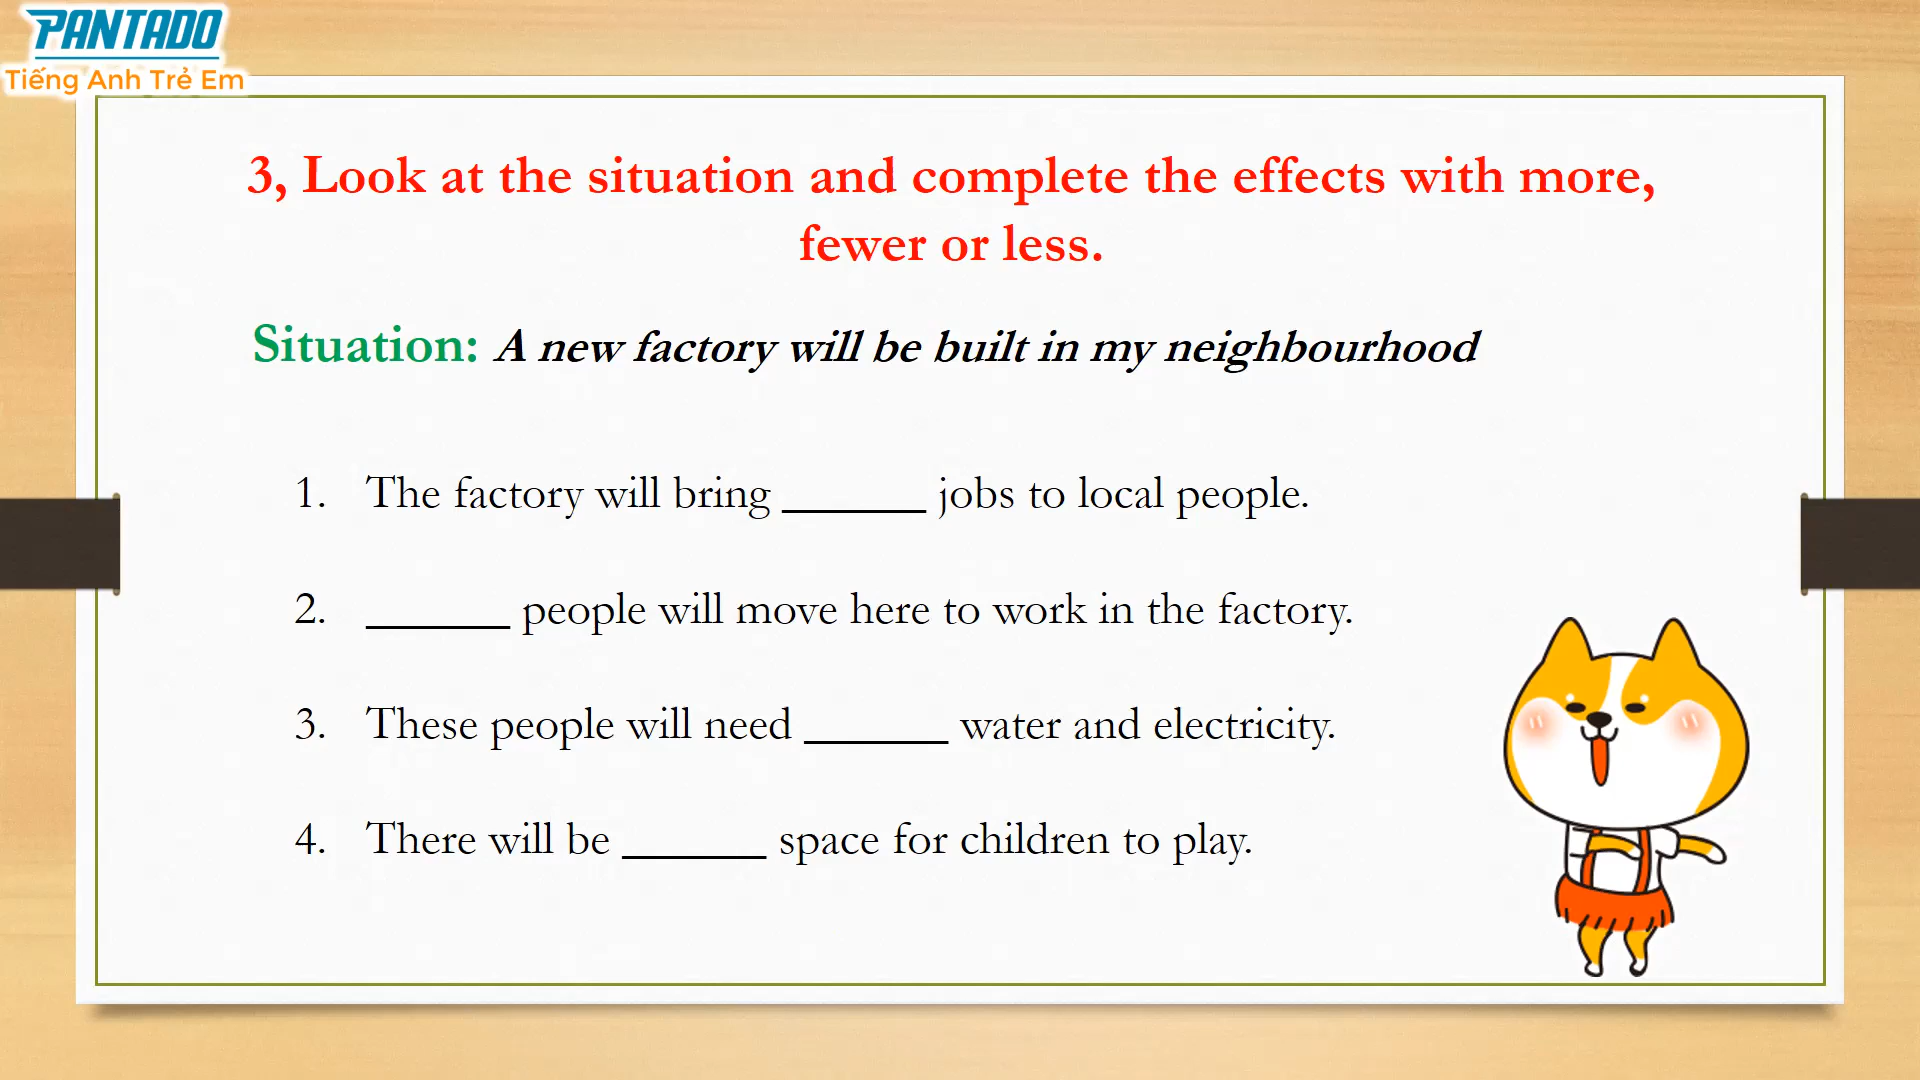 PANTADO
Tiếng Anh Trẻ Em
3, Look at the situation and complete the effects with more,
fewer or less.
Situation: A new factory will be built in my neighbourhood
1. The factory will bring ______ jobs to local people.
2. ______ people will move here to work in the factory.
3. These people will need ______ water and electricity.
4. There will be ______ space for children to play.